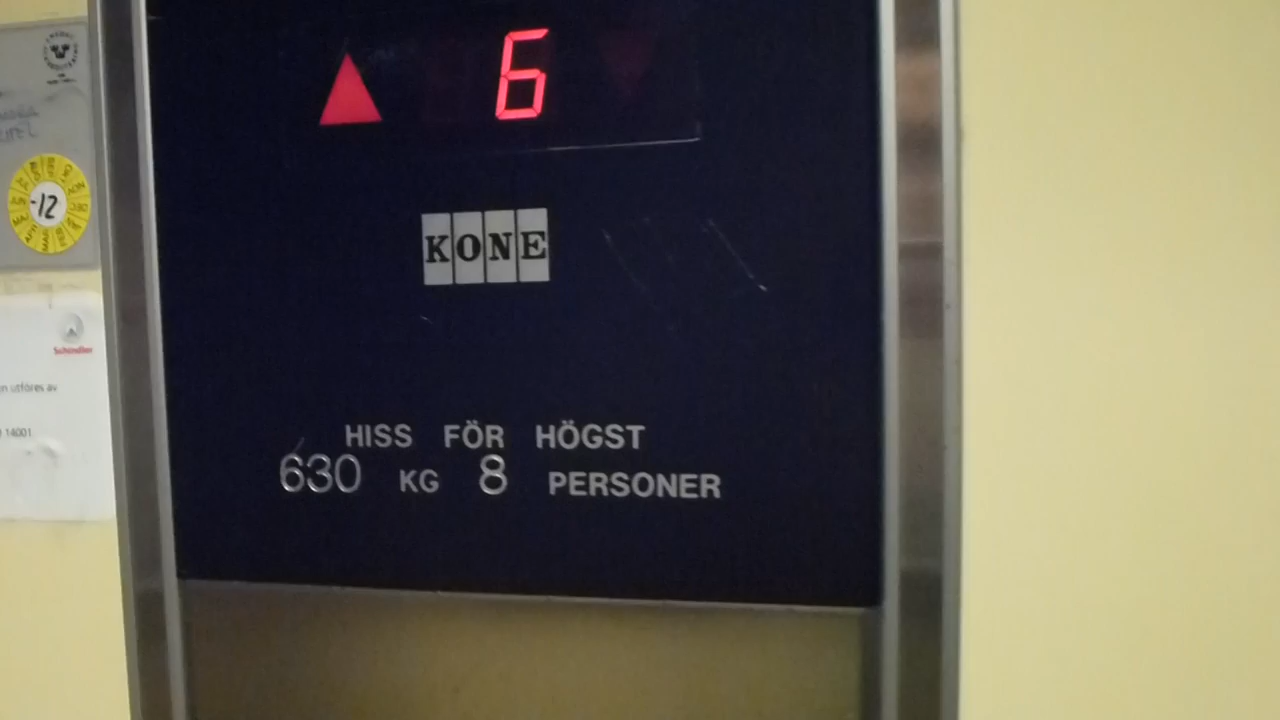 6
KONE
HISS FÖR HÖGST
630 KG 8 PERSONER
-12
Schindler
utföres av
14001